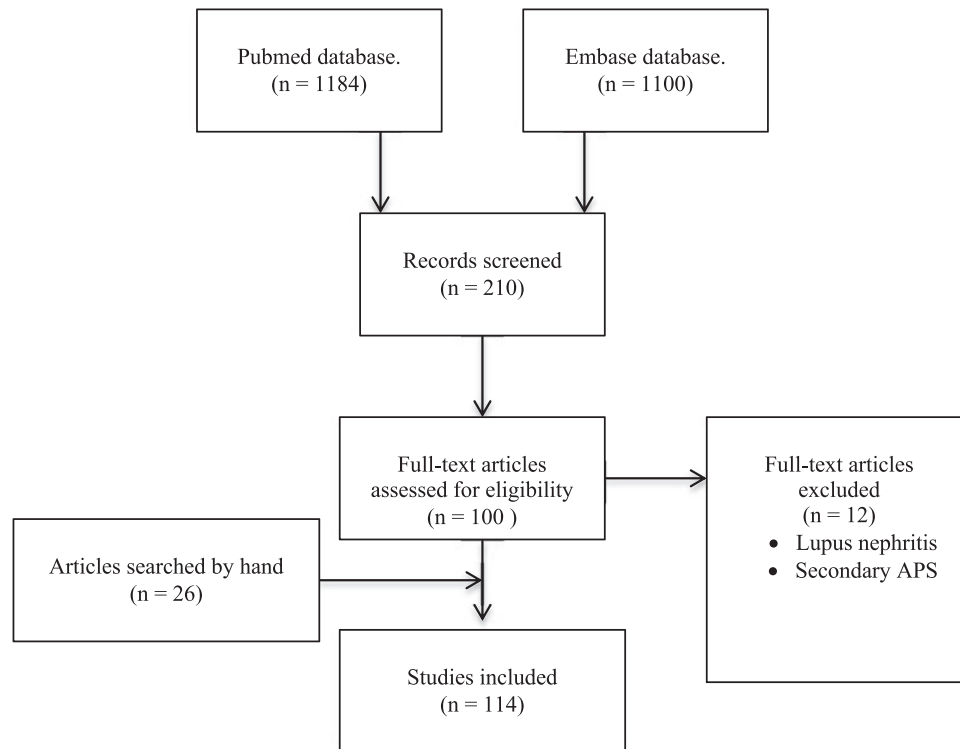 Pubmed database.
(n = 1184)
Embase database.
(n = 1100)
Records screened
(n = 210)
Full-text articles
assessed for eligibility
(n = 100 )
Full-text articles
excluded
(n = 12)
• Lupus nephritis
• Secondary APS
Articles searched by hand
(n = 26)
Studies included
(n = 114)